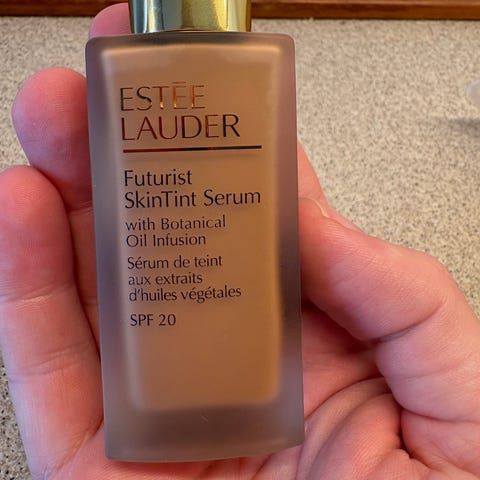 ESTĒE
LAUDER
Futurist
SkinTint Serum
with Botanical
Oil Infusion
Sérum de teint
aux extraits
d'huiles végétales
SPF 20